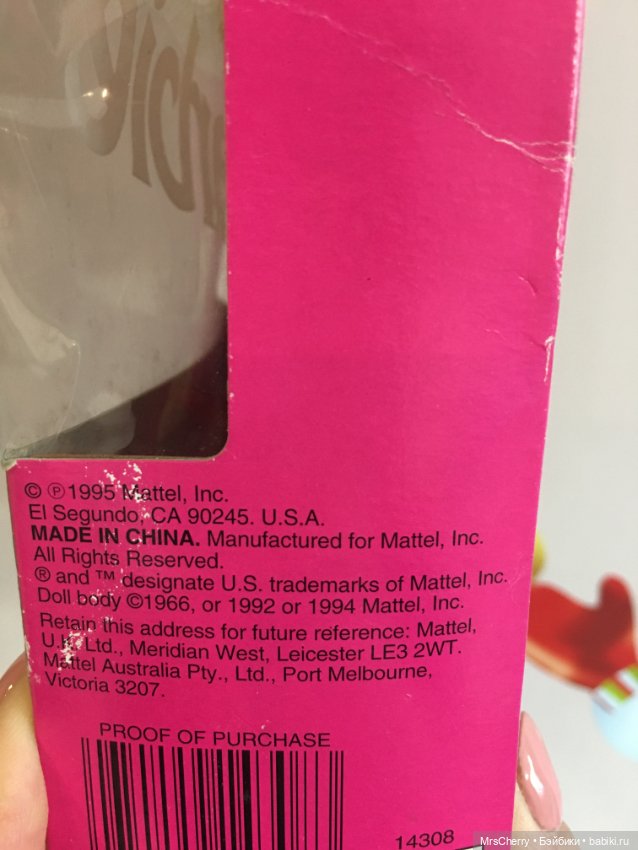 © ℗1995 Mattel, Inc.
El Segundo, CA 90245. U.S.A.
MADE IN CHINA. Manufactured for Mattel, Inc.
All Rights Reserved.
® and ™ designate U.S. trademarks of Mattel, Inc.
Doll body ©1966, or 1992 or 1994 Mattel, Inc.
Retain this address for future reference: Mattel,
U.K. Ltd., Meridian West, Leicester LE3 2WT.
Mattel Australia Pty., Ltd., Port Melbourne,
Victoria 3207.
PROOF OF PURCHASE
14308
MrsCherry • Бэйбики • babiki.ru